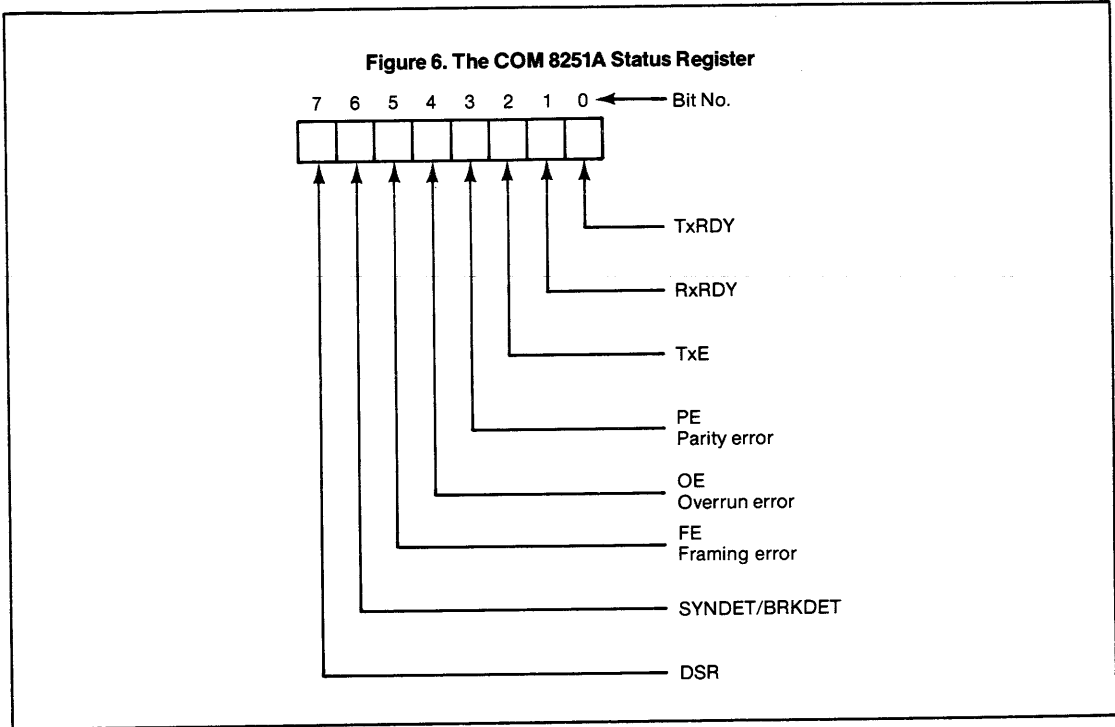 Figure 6. The COM 8251A Status Register
7 6 5 4 3 2 1 0 Bit No.
TxRDY
RxRDY
TxE
PE
Parity error
OE
Overrun error
FE
Framing error
SYNDET/BRKDET
DSR